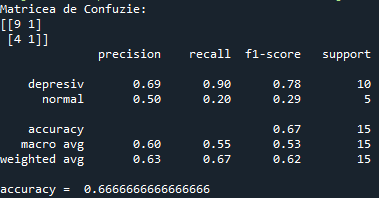 Matricea de Confuzie:
[[9 1]
[4 1]]
precision recall f1-score support
depresiv 0.69 0.90 0.78 10
normal 0.50 0.20 0.29 5
accuracy 0.67 15
macro avg 0.60 0.55 0.53 15
weighted avg 0.63 0.67 0.62 15
accuracy = 0.6666666666666666